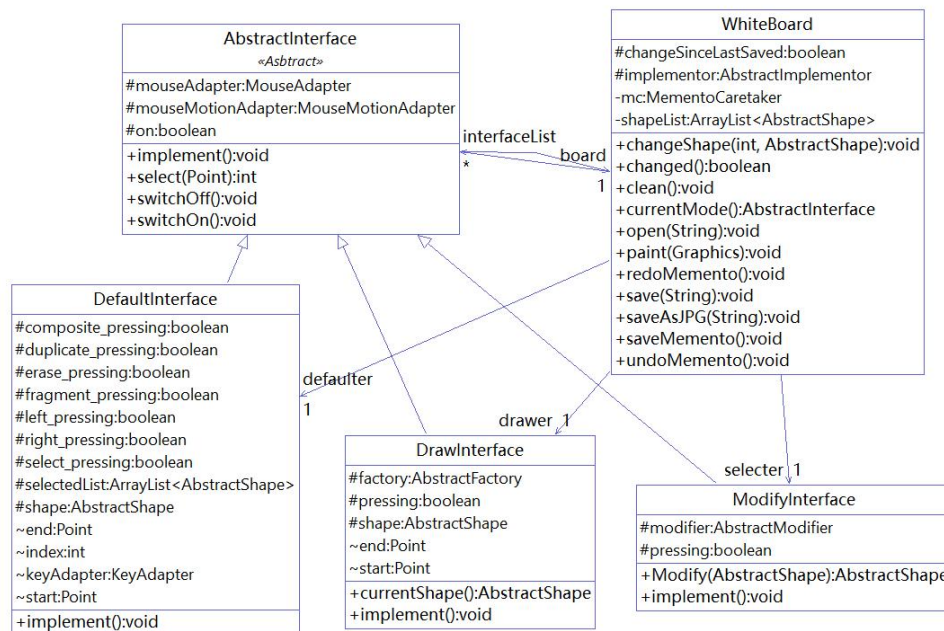 AbstractInterface
«Asbtract»
#mouseAdapter:MouseAdapter
#mouseMotionAdapter:MouseMotionAdapter
#on:boolean
+implement():void
+select(Point):int
+switchOff():void
+switchOn():void
interfaceList
*
board
1
WhiteBoard
#changeSinceLastSaved:boolean
#implementor:AbstractImplementor
-mc:MementoCaretaker
-shapeList:ArrayList<AbstractShape>
+changeShape(int, AbstractShape):void
+changed():boolean
+clean():void
+currentMode():AbstractInterface
+open(String):void
+paint(Graphics):void
+redoMemento():void
+save(String):void
+saveAsJPG(String):void
+saveMemento():void
+undoMemento():void
DefaultInterface
#composite_pressing:boolean
#duplicate_pressing:boolean
#erase_pressing:boolean
#fragment_pressing:boolean
#left_pressing:boolean
#right_pressing:boolean
#select_pressing:boolean
#selectedList:ArrayList<AbstractShape>
#shape:AbstractShape
~end:Point
~index:int
~keyAdapter:KeyAdapter
~start:Point
+implement():void
defaulter
1
drawer 1
DrawInterface
#factory:AbstractFactory
#pressing:boolean
#shape:AbstractShape
~end:Point
~start:Point
+currentShape():AbstractShape
+implement():void
selecter 1
ModifyInterface
#modifier:AbstractModifier
#pressing:boolean
+Modify(AbstractShape):AbstractShape
+implement():void